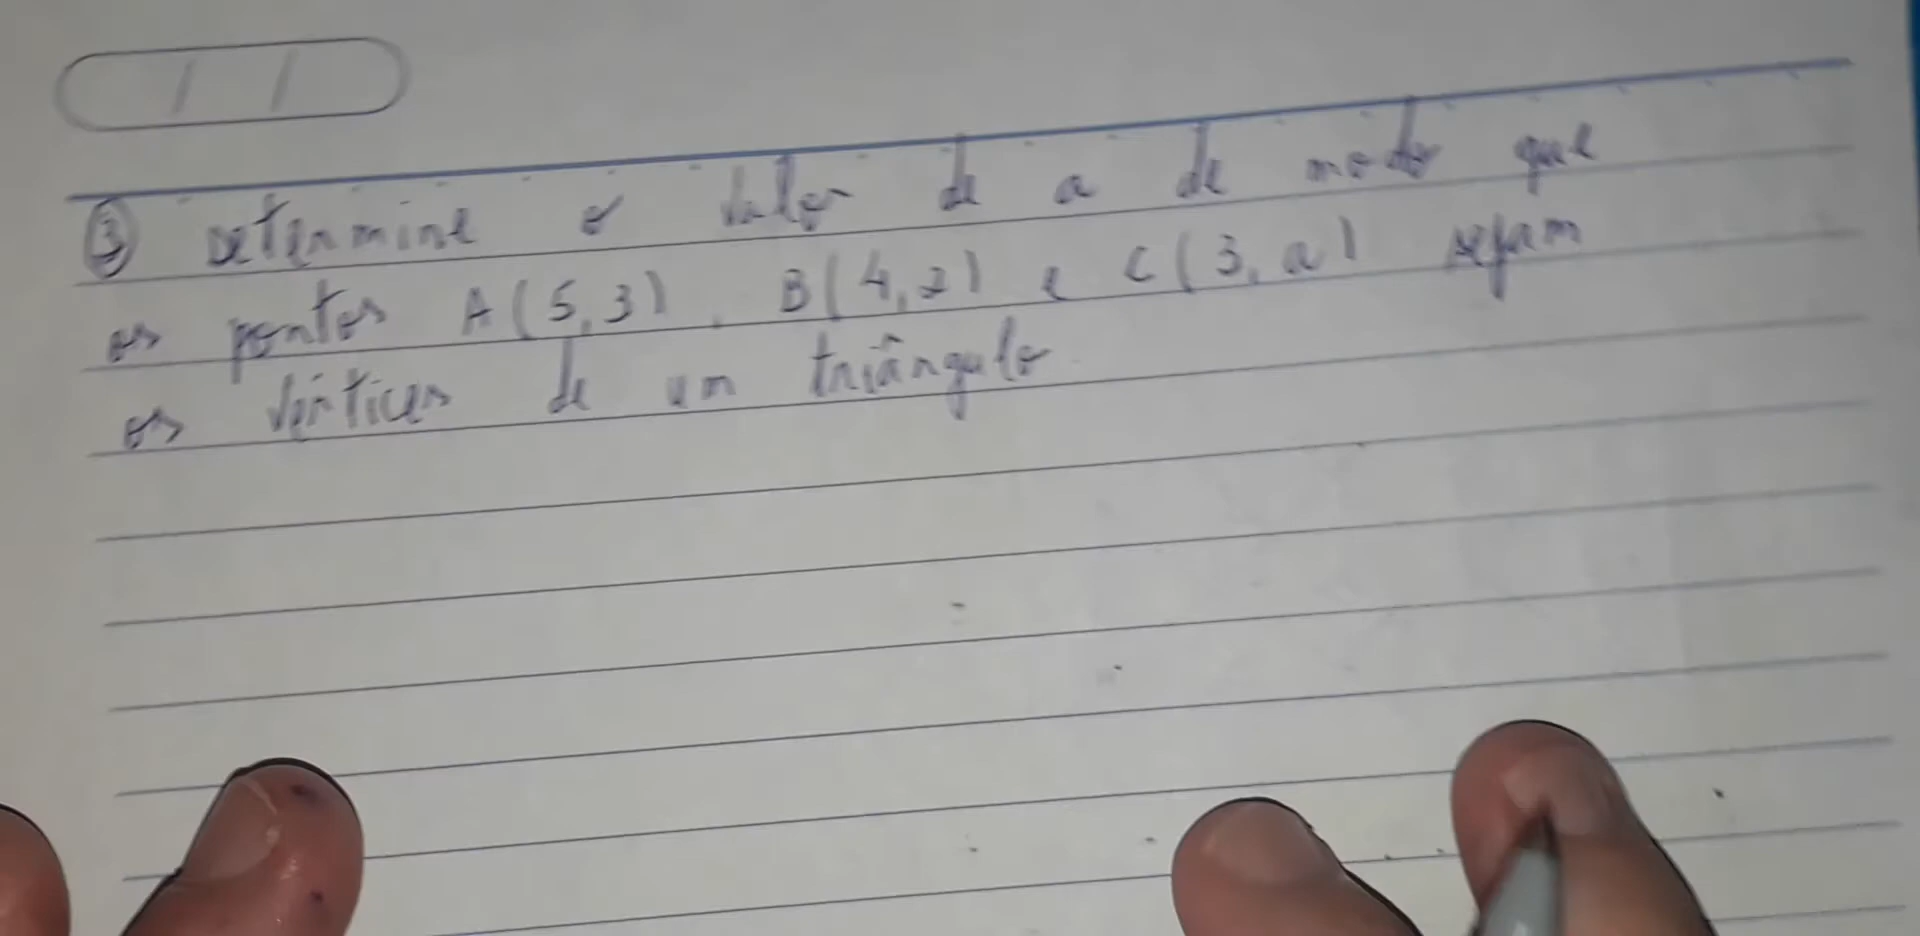 3 Determine o valor de a de modo que
os pontos A(5,3), B(4,2) e C(3,a) sejam
os vértices de um triângulo.